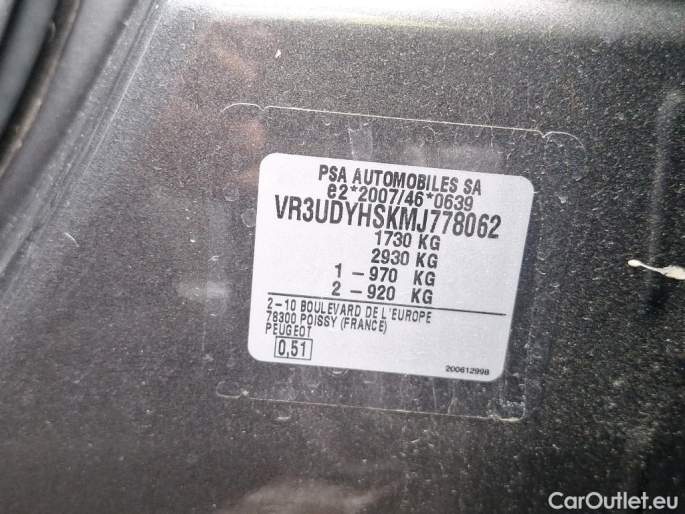 PSA AUTOMOBILES SA
e2*2007/46*0639
VR3UDYHSKMJ778062
1730 KG
2930 KG
1 - 970 KG
2 - 920 KG
2-10 BOULEVARD DE L'EUROPE
78300 POISSY (FRANCE)
PEUGEOT
0,51
200612998
CarOutlet.eu